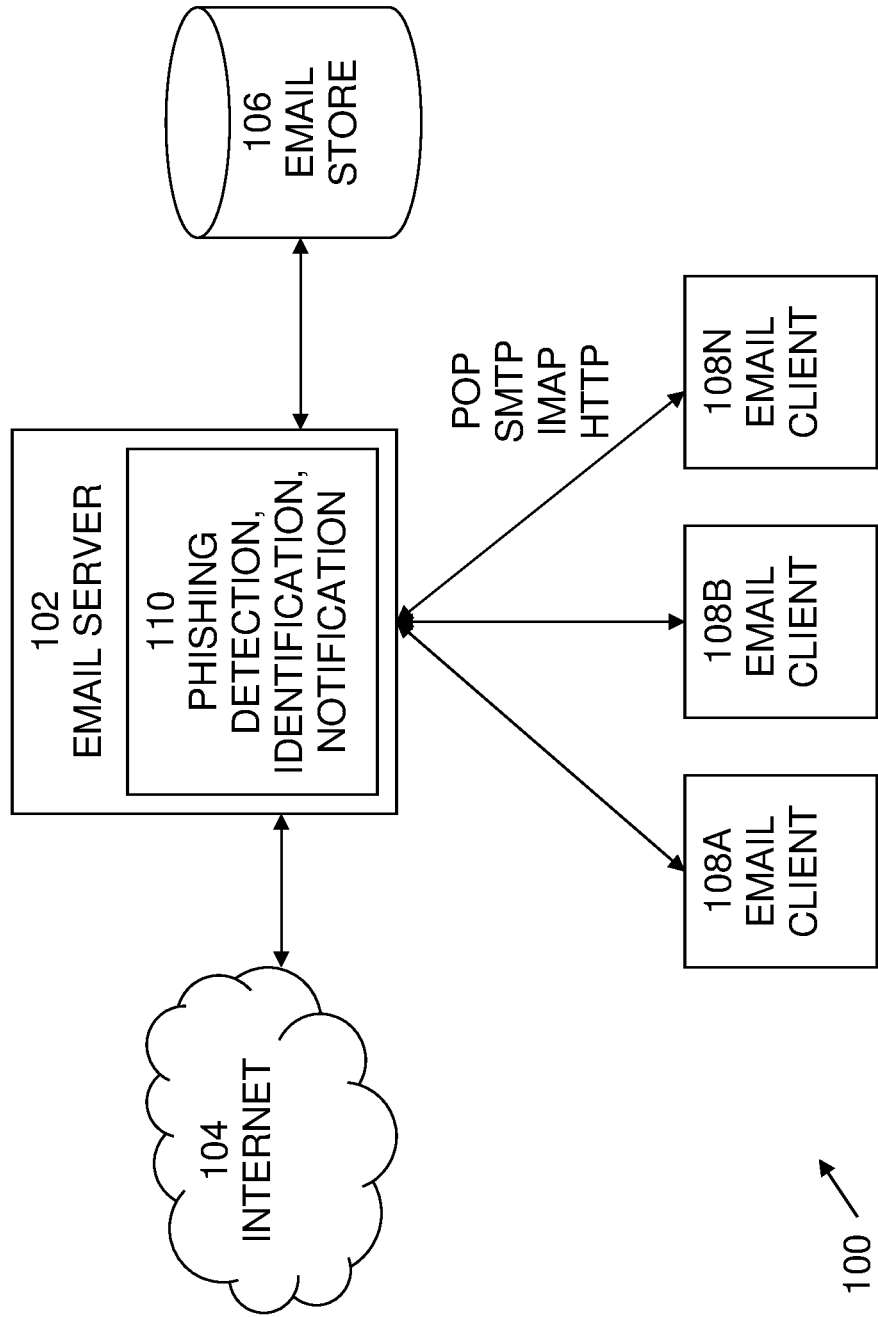 104
INTERNET
102
EMAIL SERVER
110
PHISHING
DETECTION,
IDENTIFICATION,
NOTIFICATION
106
EMAIL
STORE
POP
SMTP
IMAP
HTTP
108A
EMAIL
CLIENT
108B
EMAIL
CLIENT
108N
EMAIL
CLIENT
100